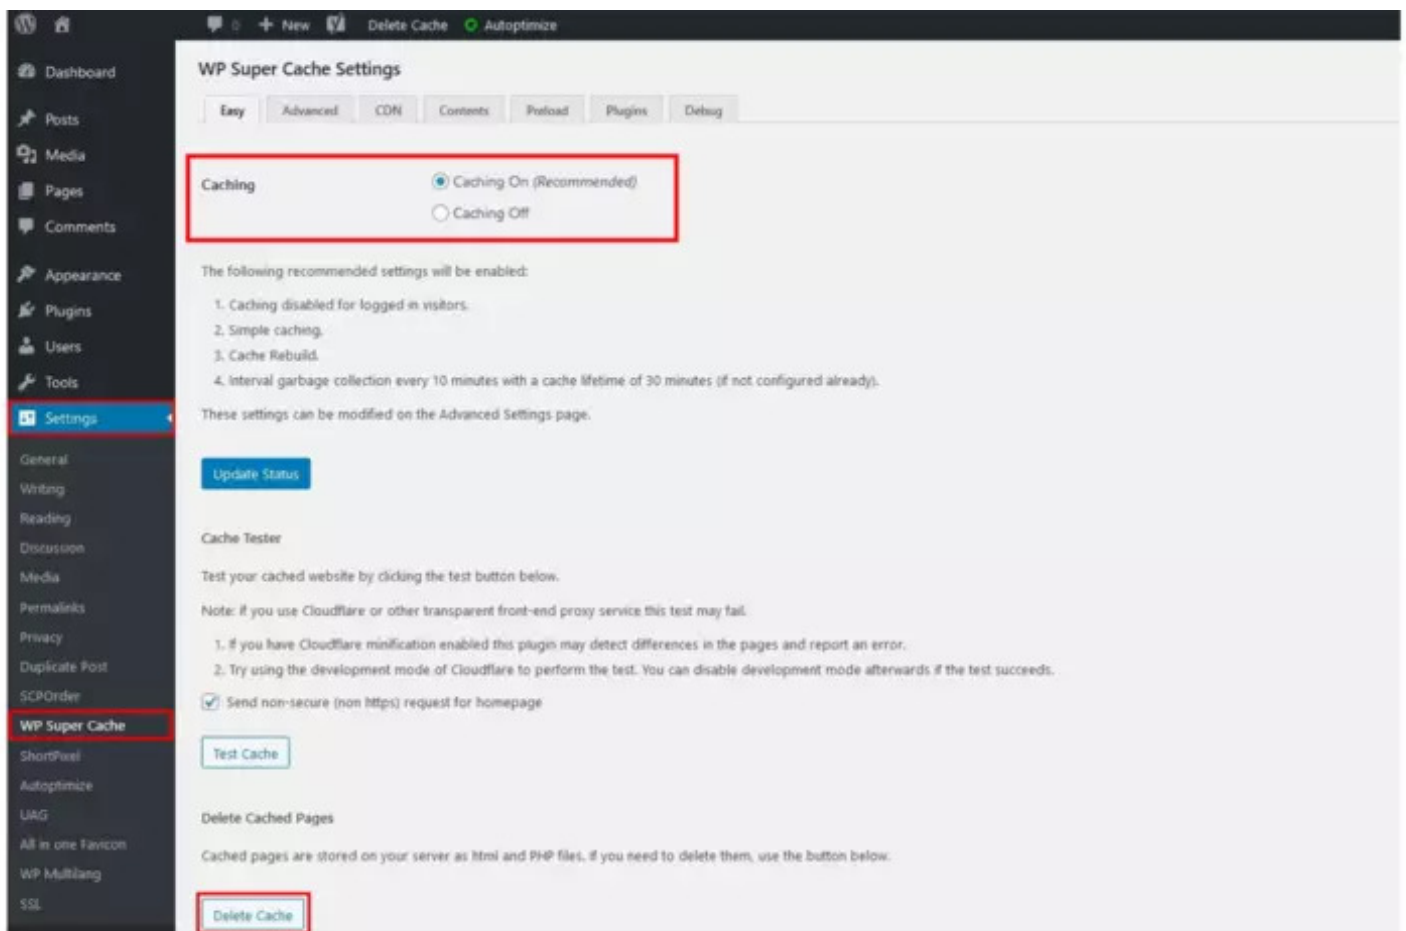 0 New Delete Cache Autoptimize
Dashboard
Posts
Media
Pages
Comments
Appearance
Plugins
Users
Tools
Settings
General
Writing
Reading
Discussion
Media
Permalinks
Privacy
Duplicate Post
SCPOrder
WP Super Cache
ShortPixel
Autoptimize
UAG
All in one Favicon
WP Multilang
SSL
WP Super Cache Settings
Easy Advanced CDN Contents Preload Plugins Debug
Caching
Caching On (Recommended)
Caching Off
The following recommended settings will be enabled:
1. Caching disabled for logged in visitors.
2. Simple caching.
3. Cache Rebuild.
4. Interval garbage collection every 10 minutes with a cache lifetime of 30 minutes (if not configured already).
These settings can be modified on the Advanced Settings page.
Update Status
Cache Tester
Test your cached website by clicking the test button below.
Note: if you use Cloudflare or other transparent front-end proxy service this test may fail.
1. If you have Cloudflare minification enabled this plugin may detect differences in the pages and report an error.
2. Try using the development mode of Cloudflare to perform the test. You can disable development mode afterwards if the test succeeds.
Send non-secure (non https) request for homepage
Test Cache
Delete Cached Pages
Cached pages are stored on your server as html and PHP files. If you need to delete them, use the button below.
Delete Cache